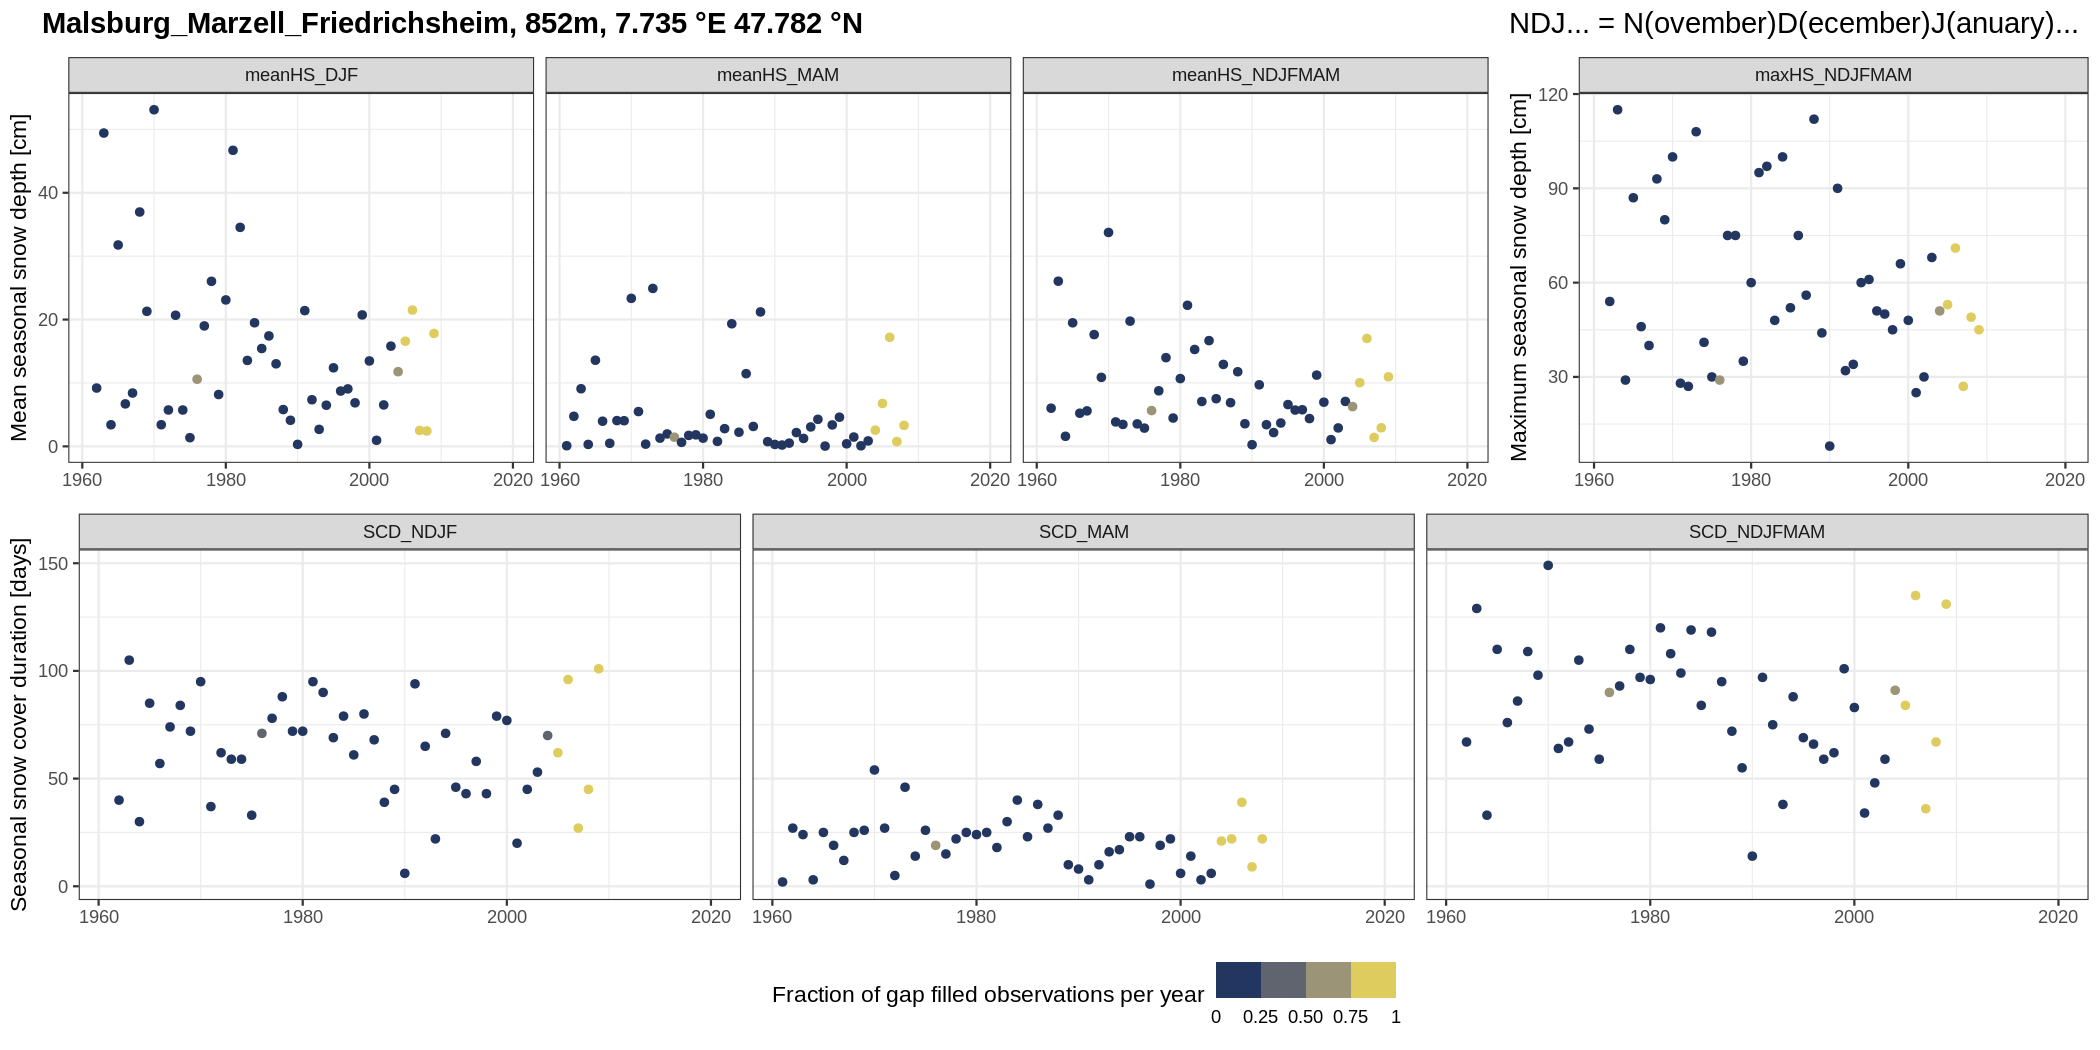 Malsburg_Marzell_Friedrichsheim, 852m, 7.735 °E 47.782 °N
NDJ... = N(ovember)D(ecember)J(anuary)...
meanHS_DJF
meanHS_MAM
meanHS_NDJFMAM
maxHS_NDJFMAM
Mean seasonal snow depth [cm]
40
20
0
1960 1980 2000 2020
1960 1980 2000 2020
1960 1980 2000 2020
Maximum seasonal snow depth [cm]
120
90
60
30
1960 1980 2000 2020
SCD_NDJF
SCD_MAM
SCD_NDJFMAM
Seasonal snow cover duration [days]
150
100
50
0
1960 1980 2000 2020
1960 1980 2000 2020
1960 1980 2000 2020
Fraction of gap filled observations per year
0 0.25 0.50 0.75 1